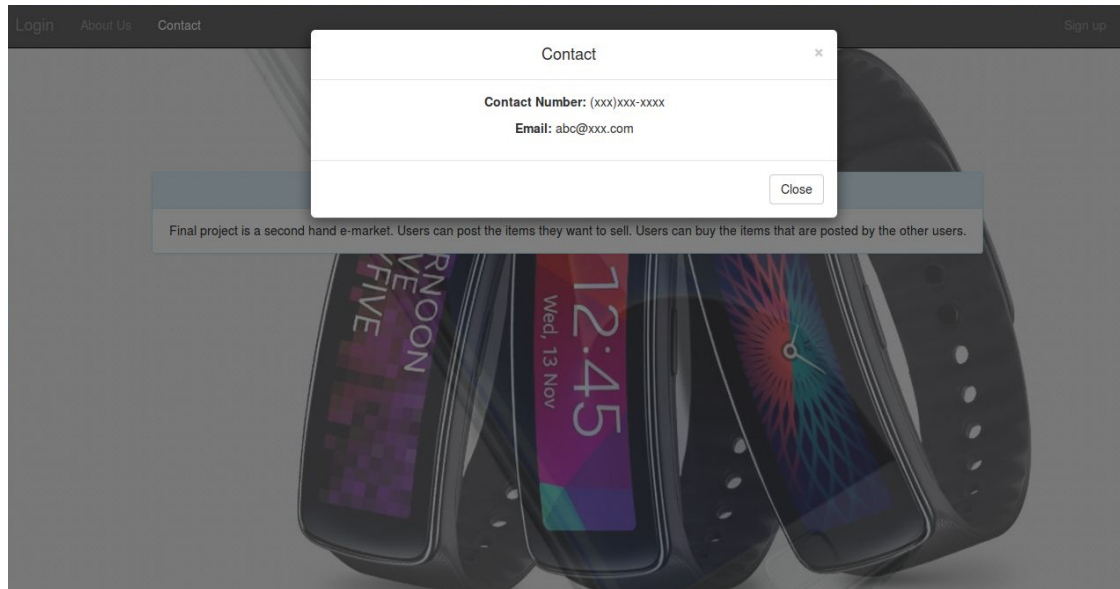 Login About Us Contact Sign up
Contact ×
Contact Number: (xxx)xxx-xxxx
Email: abc@xxx.com
Close
Final project is a second hand e-market. Users can post the items they want to sell. Users can buy the items that are posted by the other users.
RNOON
VE
YFIVE
12:45
Wed, 13 Nov
12